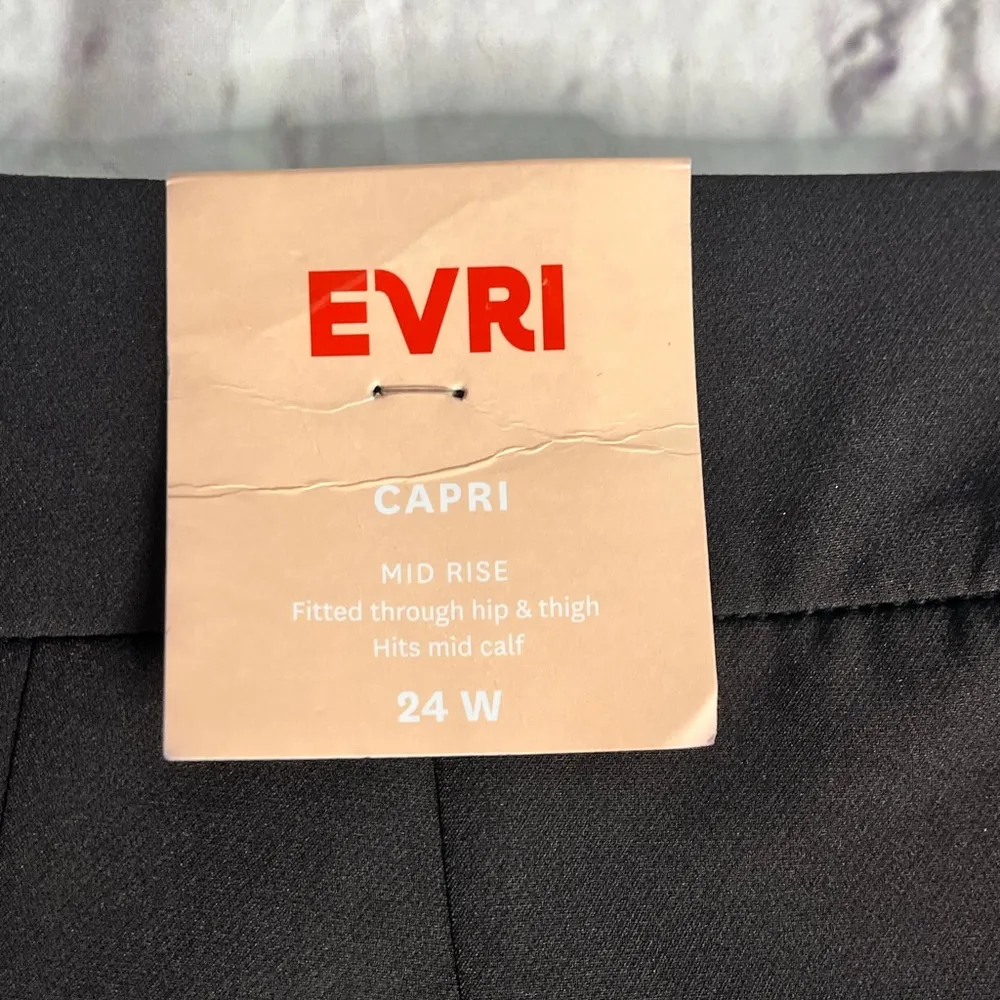 EVRI
CAPRI
MID RISE
Fitted through hip & thigh
Hits mid calf
24 W